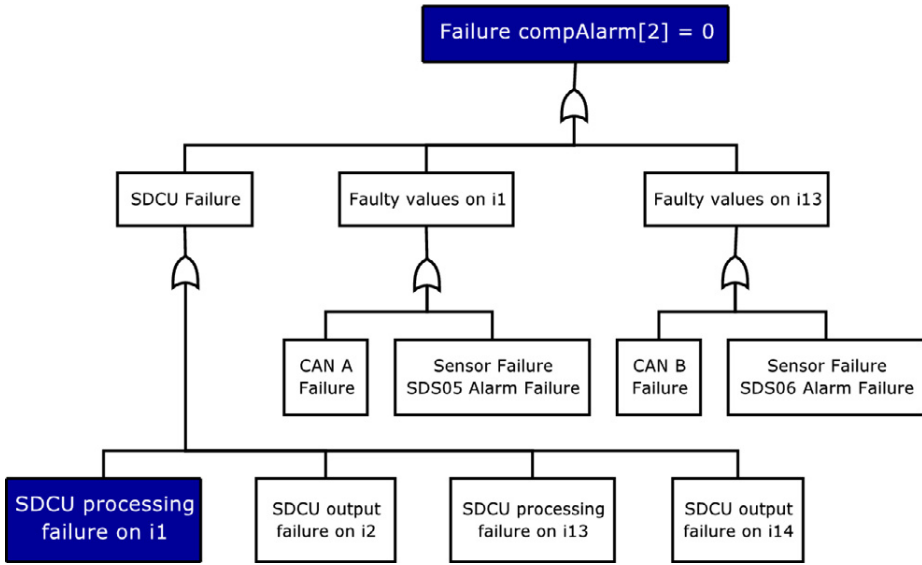 Failure compAlarm[2] = 0
SDCU Failure
Faulty values on i1
Faulty values on i13
CAN A
Failure
Sensor Failure
SDS05 Alarm Failure
CAN B
Failure
Sensor Failure
SDS06 Alarm Failure
SDCU processing
failure on i1
SDCU output
failure on i2
SDCU processing
failure on i13
SDCU output
failure on i14